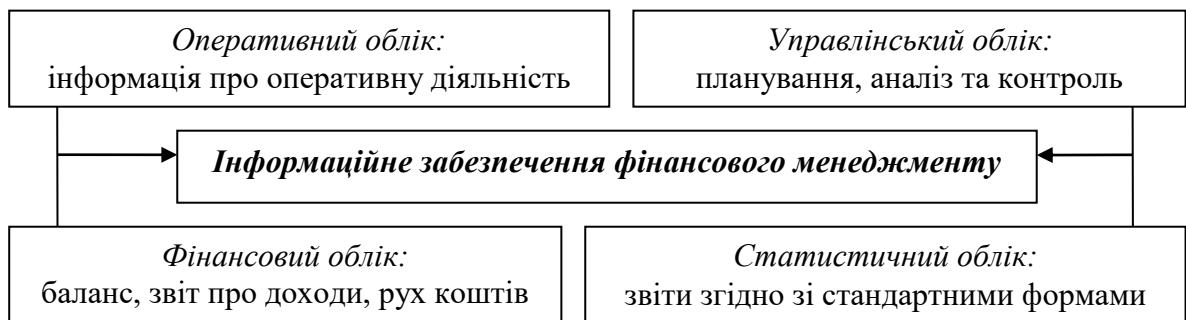 Оперативний облік:
інформація про оперативну діяльність
Управлінський облік:
планування, аналіз та контроль
Інформаційне забезпечення фінансового менеджменту
Фінансовий облік:
баланс, звіт про доходи, рух коштів
Статистичний облік:
звіти згідно зі стандартними формами